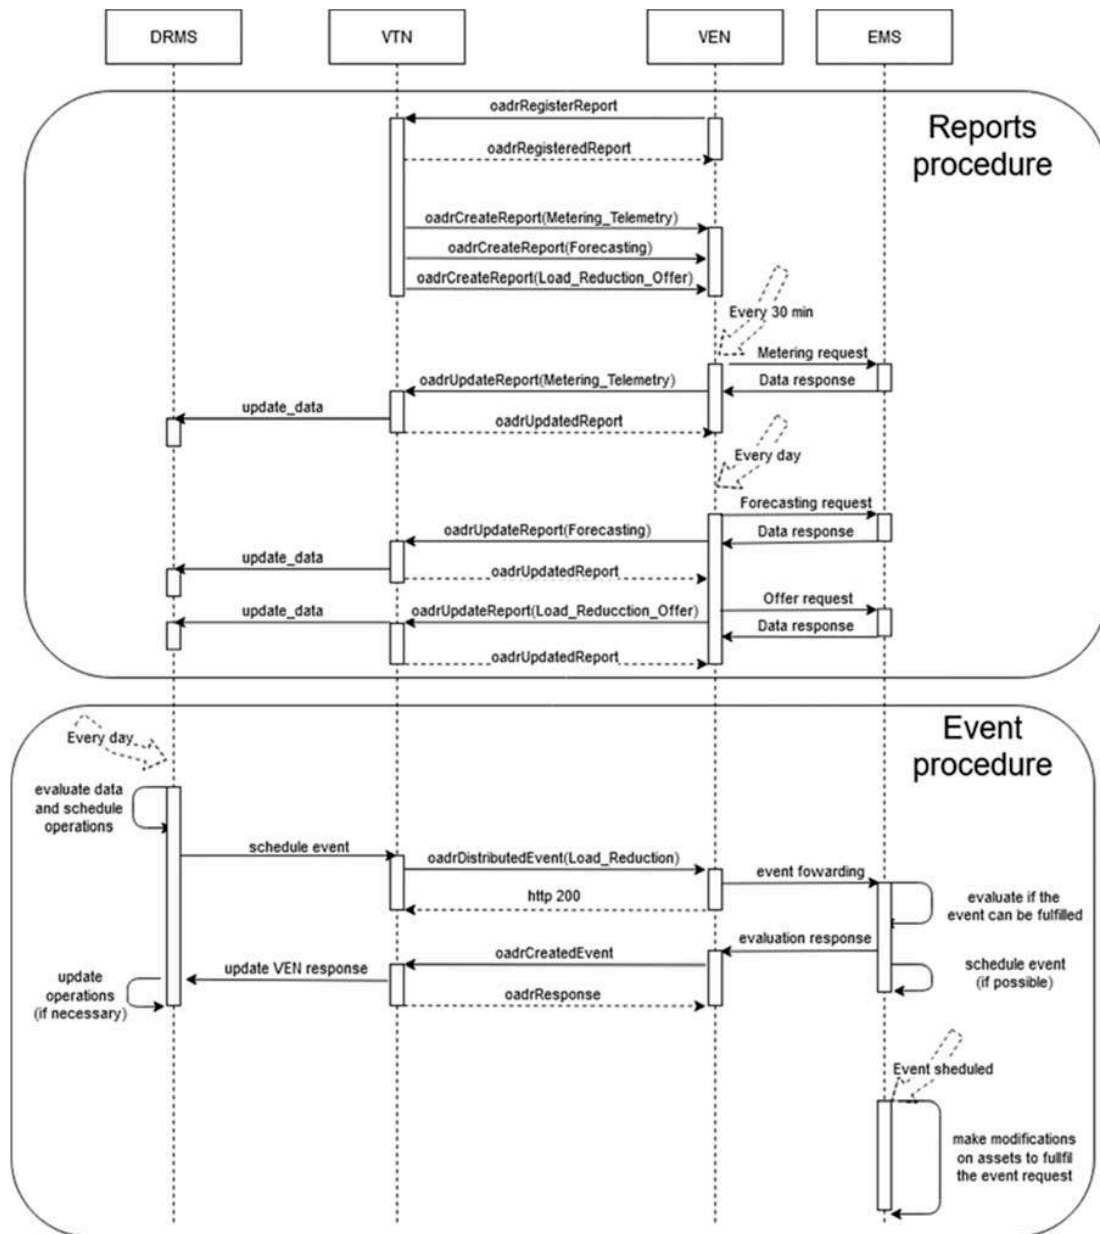 DRMS
VTN
VEN
EMS
Reports
procedure
oadrRegisterReport
oadrRegisteredReport
oadrCreateReport(Metering_Telemetry)
oadrCreateReport(Forecasting)
oadrCreateReport(Load_Reduction_Offer)
Every 30 min
Metering request
oadrUpdateReport(Metering_Telemetry)
Data response
update_data
oadrUpdatedReport
Every day
Forecasting request
oadrUpdateReport(Forecasting)
Data response
update_data
oadrUpdatedReport
Offer request
update_data
oadrUpdateReport(Load_Reducction_Offer)
Data response
oadrUpdatedReport
Event
procedure
Every day
evaluate data
and schedule
operations
schedule event
oadrDistributedEvent(Load_Reduction)
event fowarding
http 200
evaluate if the
event can be fulfilled
evaluation response
oadrCreatedEvent
update VEN response
schedule event
(if possible)
update
operations
(if necessary)
oadrResponse
Event sheduled
make modifications
on assets to fullfil
the event request